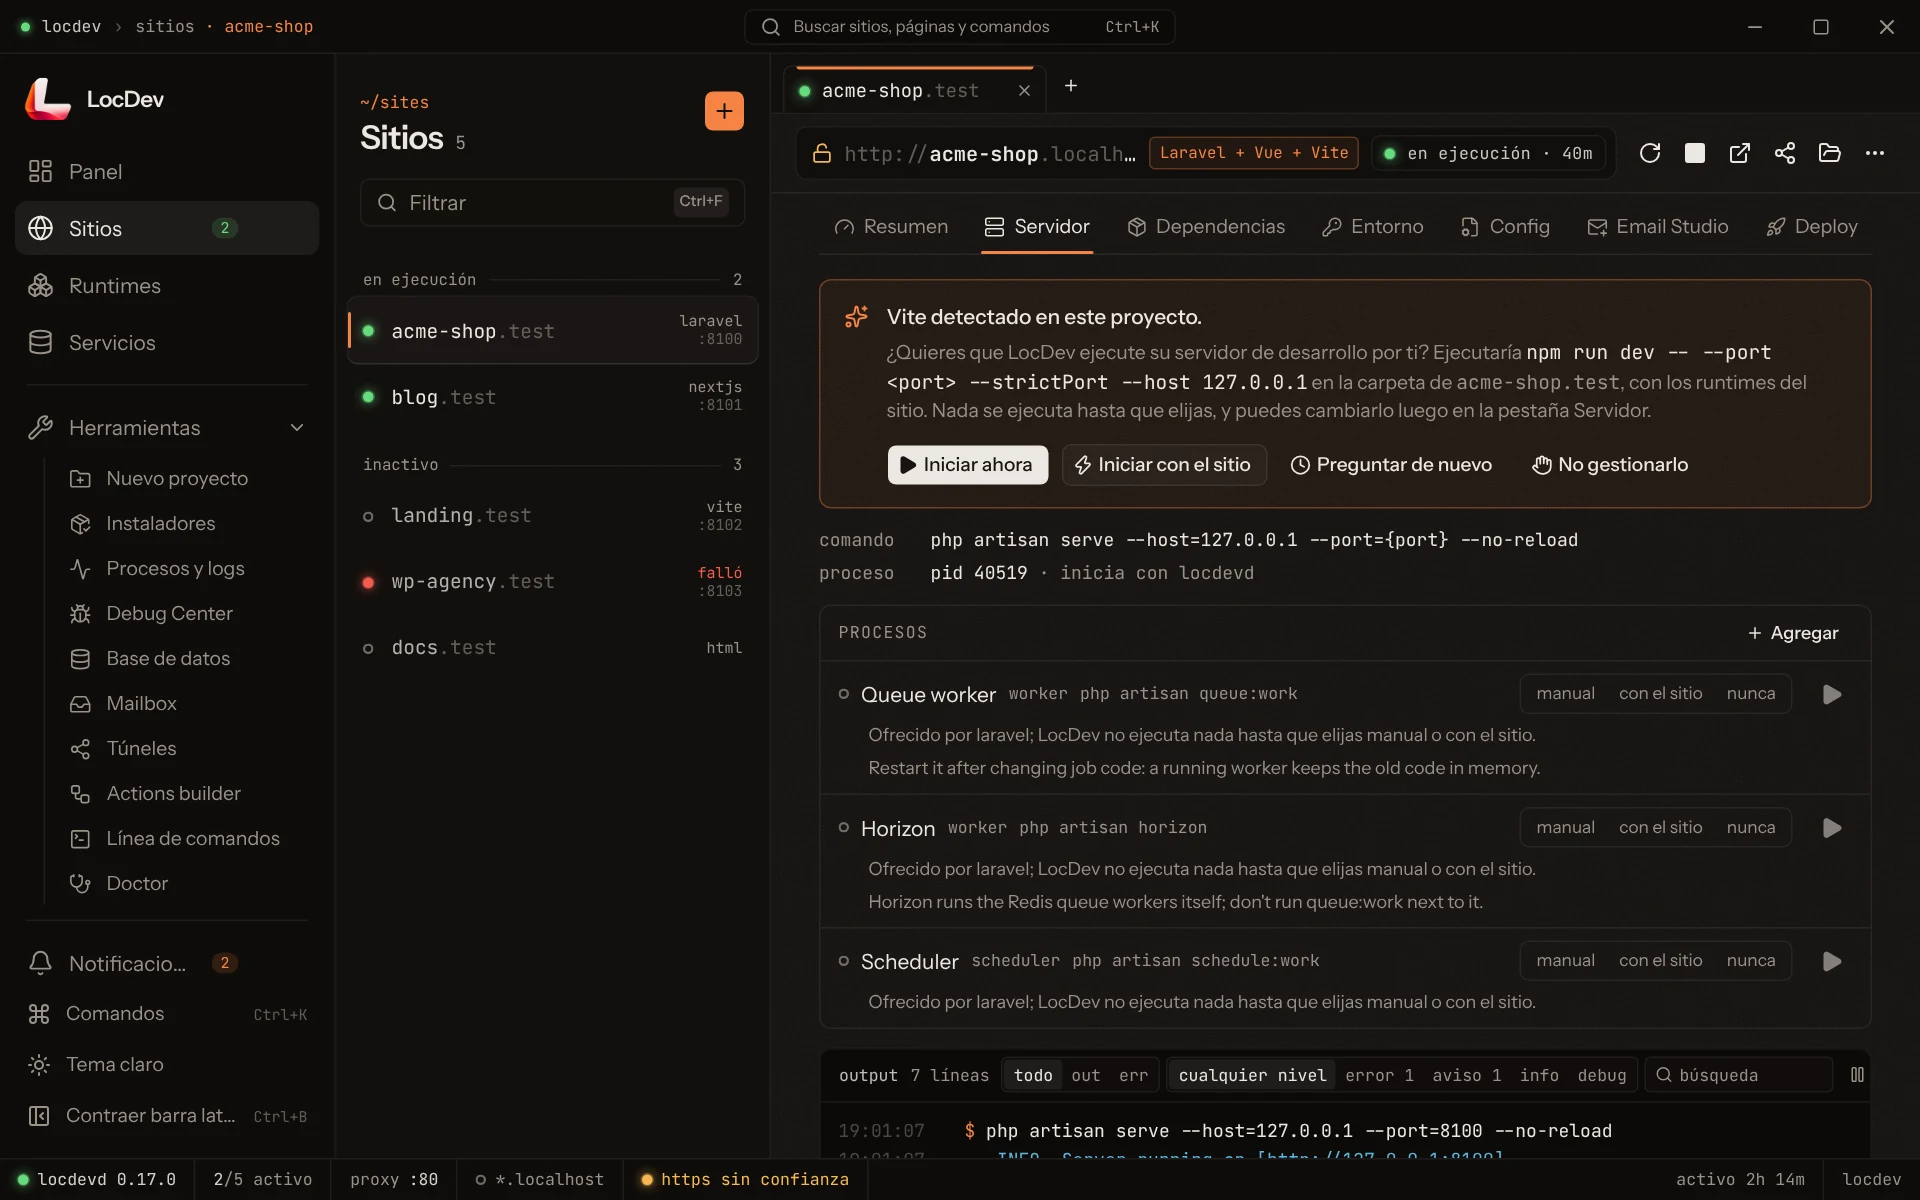 locdev › sitios · acme-shop
Buscar sitios, páginas y comandos Ctrl+K
LocDev
Panel
Sitios 2
Runtimes
Servicios
Herramientas
Nuevo proyecto
Instaladores
Procesos y logs
Debug Center
Base de datos
Mailbox
Túneles
Actions builder
Línea de comandos
Doctor
Notificacio... 2
Comandos Ctrl+K
Tema claro
Contraer barra lat... Ctrl+B
~/sites
Sitios 5
Filtrar Ctrl+F
en ejecución 2
acme-shop.test laravel
:8100
blog.test nextjs
:8101
inactivo 3
landing.test vite
:8102
wp-agency.test falló
:8103
docs.test html
acme-shop.test
http://acme-shop.localh… Laravel + Vue + Vite en ejecución · 40m
Resumen Servidor Dependencias Entorno Config Email Studio Deploy
Vite detectado en este proyecto.
¿Quieres que LocDev ejecute su servidor de desarrollo por ti? Ejecutaría npm run dev -- --port
<port> --strictPort --host 127.0.0.1 en la carpeta de acme-shop.test, con los runtimes del
sitio. Nada se ejecuta hasta que elijas, y puedes cambiarlo luego en la pestaña Servidor.
Iniciar ahora Iniciar con el sitio Preguntar de nuevo No gestionarlo
comando php artisan serve --host=127.0.0.1 --port={port} --no-reload
proceso pid 40519 · inicia con locdevd
PROCESOS + Agregar
Queue worker worker php artisan queue:work manual con el sitio nunca
Ofrecido por laravel; LocDev no ejecuta nada hasta que elijas manual o con el sitio.
Restart it after changing job code: a running worker keeps the old code in memory.
Horizon worker php artisan horizon manual con el sitio nunca
Ofrecido por laravel; LocDev no ejecuta nada hasta que elijas manual o con el sitio.
Horizon runs the Redis queue workers itself; don't run queue:work next to it.
Scheduler scheduler php artisan schedule:work manual con el sitio nunca
Ofrecido por laravel; LocDev no ejecuta nada hasta que elijas manual o con el sitio.
output 7 líneas todo out err cualquier nivel error 1 aviso 1 info debug búsqueda
19:01:07 $ php artisan serve --host=127.0.0.1 --port=8100 --no-reload
19:01:07 INFO Server running on [http://127.0.0.1:8100]
locdevd 0.17.0 2/5 activo proxy :80 *.localhost https sin confianza activo 2h 14m locdev